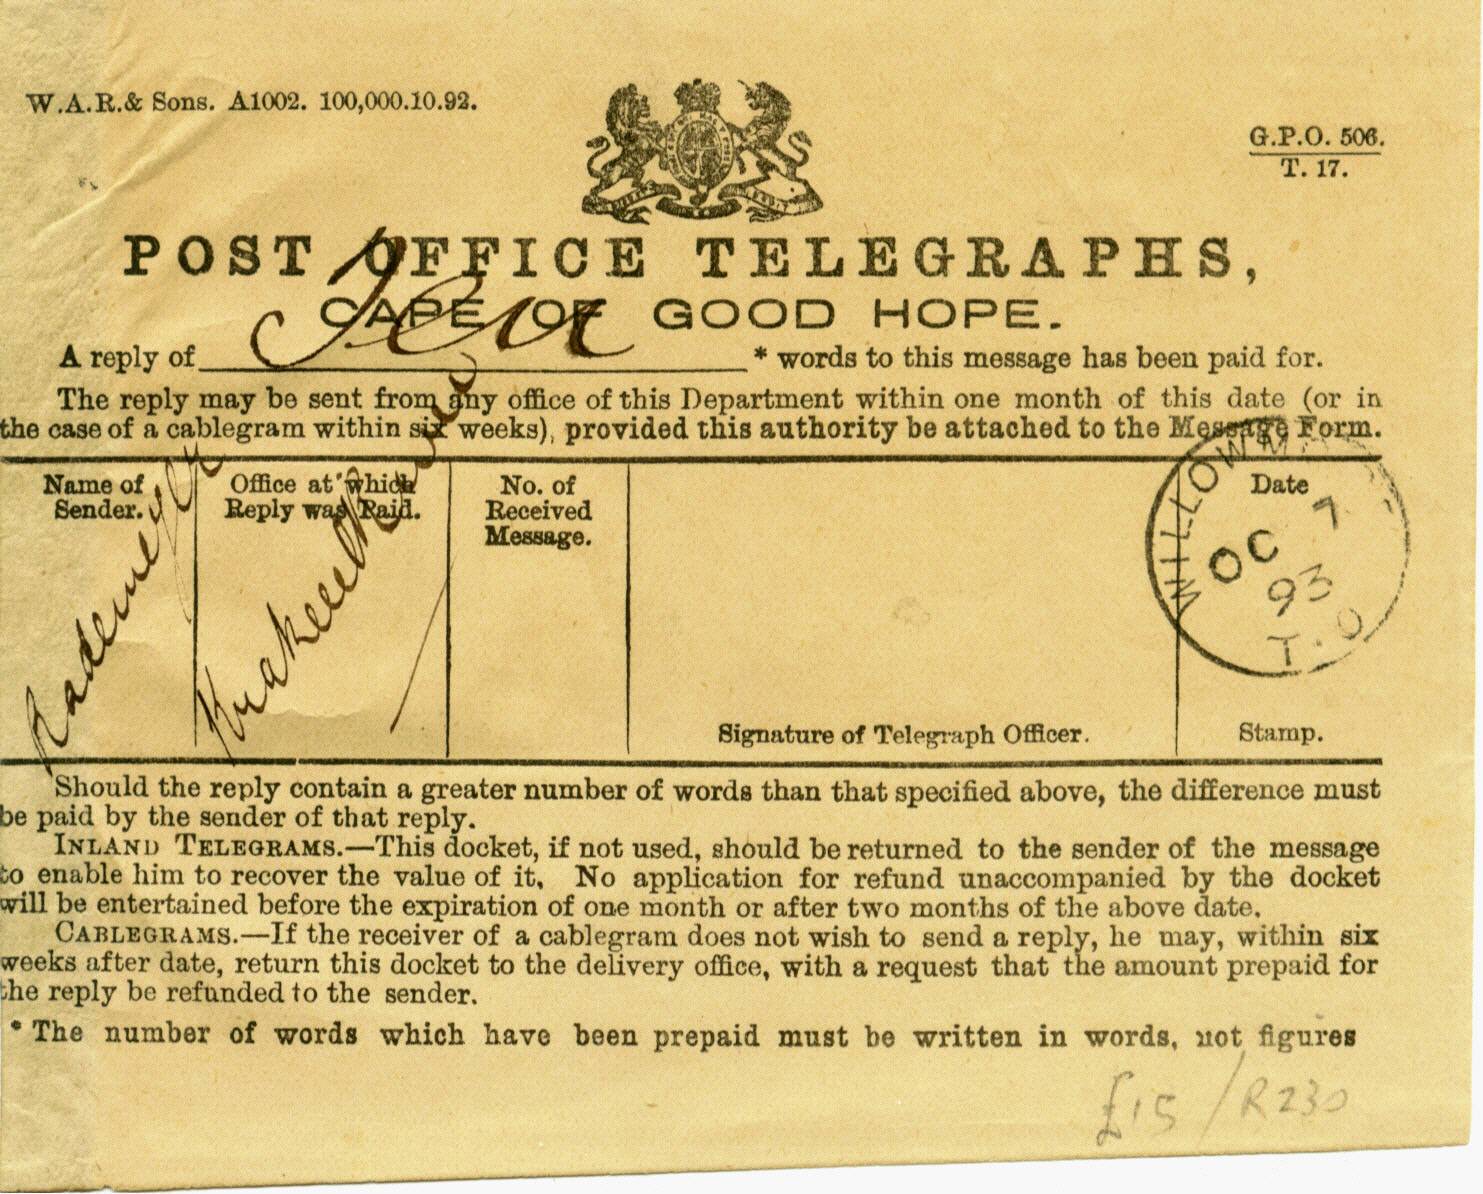 W.A.R.& Sons. A1002. 100,000.10.92.
G.P.O. 506.
T. 17.
POST OFFICE TELEGRAPHS,
CAPE OF GOOD HOPE.
A reply of Ten * words to this message has been paid for.
The reply may be sent from any office of this Department within one month of this date (or in
the case of a cablegram within six weeks), provided this authority be attached to the Message Form.
Name of Sender.
Rademeyer
Office at which Reply was Paid.
No. of Received Message.
Signature of Telegraph Officer.
Date
WILLOWM
OC 7
93
T.O
Stamp.
Should the reply contain a greater number of words than that specified above, the difference must
be paid by the sender of that reply.
INLAND TELEGRAMS.—This docket, if not used, should be returned to the sender of the message
to enable him to recover the value of it. No application for refund unaccompanied by the docket
will be entertained before the expiration of one month or after two months of the above date.
CABLEGRAMS.—If the receiver of a cablegram does not wish to send a reply, he may, within six
weeks after date, return this docket to the delivery office, with a request that the amount prepaid for
the reply be refunded to the sender.
* The number of words which have been prepaid must be written in words, not figures
£15 / R230